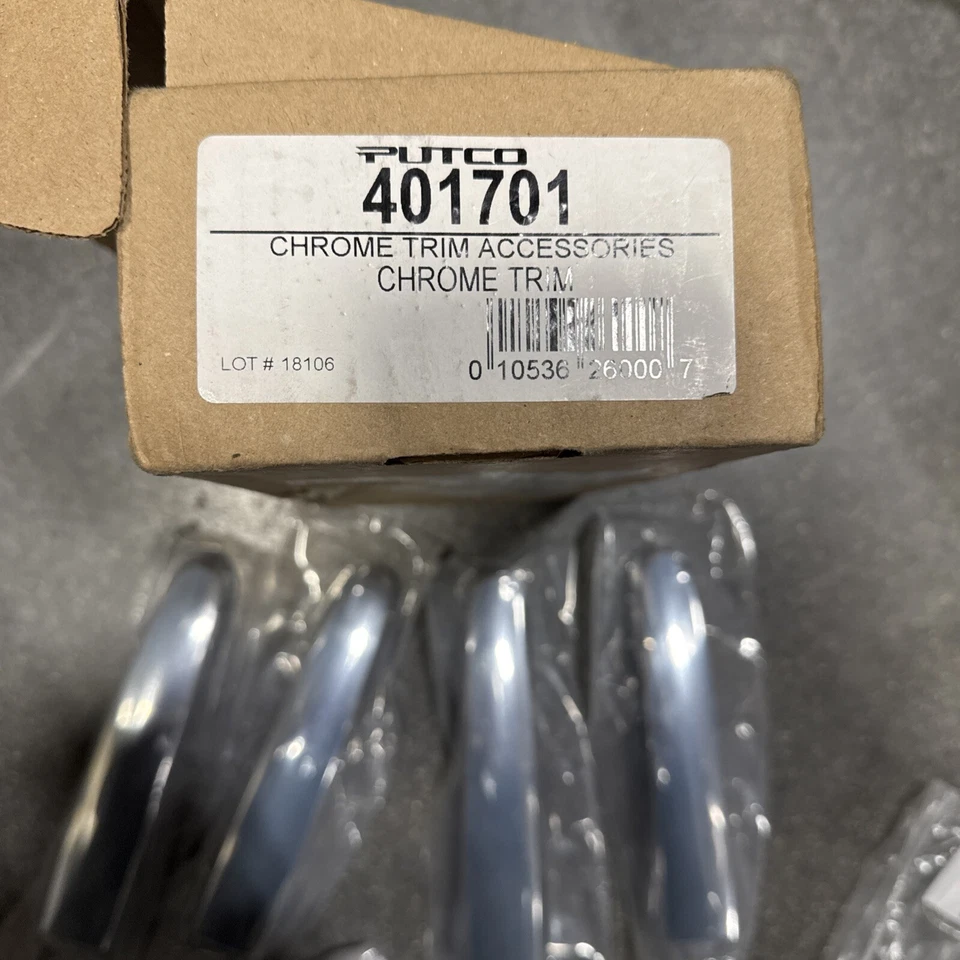 PUTCO
401701
CHROME TRIM ACCESSORIES
CHROME TRIM
LOT # 18106
0 10536 26000 7